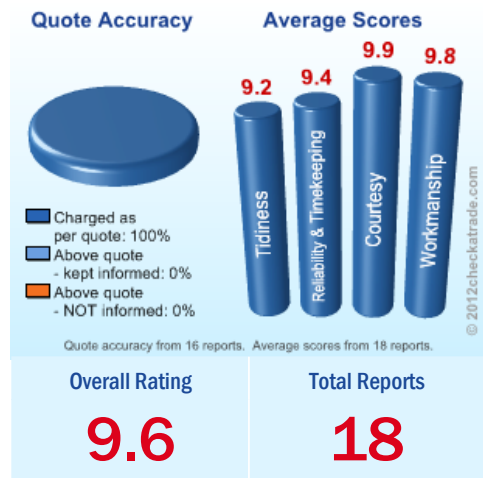 Quote Accuracy
Average Scores
9.2
9.4
9.9
9.8
Tidiness
Reliability & Timekeeping
Courtesy
Workmanship
Charged as
per quote: 100%
Above quote
- kept informed: 0%
Above quote
- NOT informed: 0%
© 2012checkatrade.com
Quote accuracy from 16 reports. Average scores from 18 reports.
Overall Rating
Total Reports
9.6
18